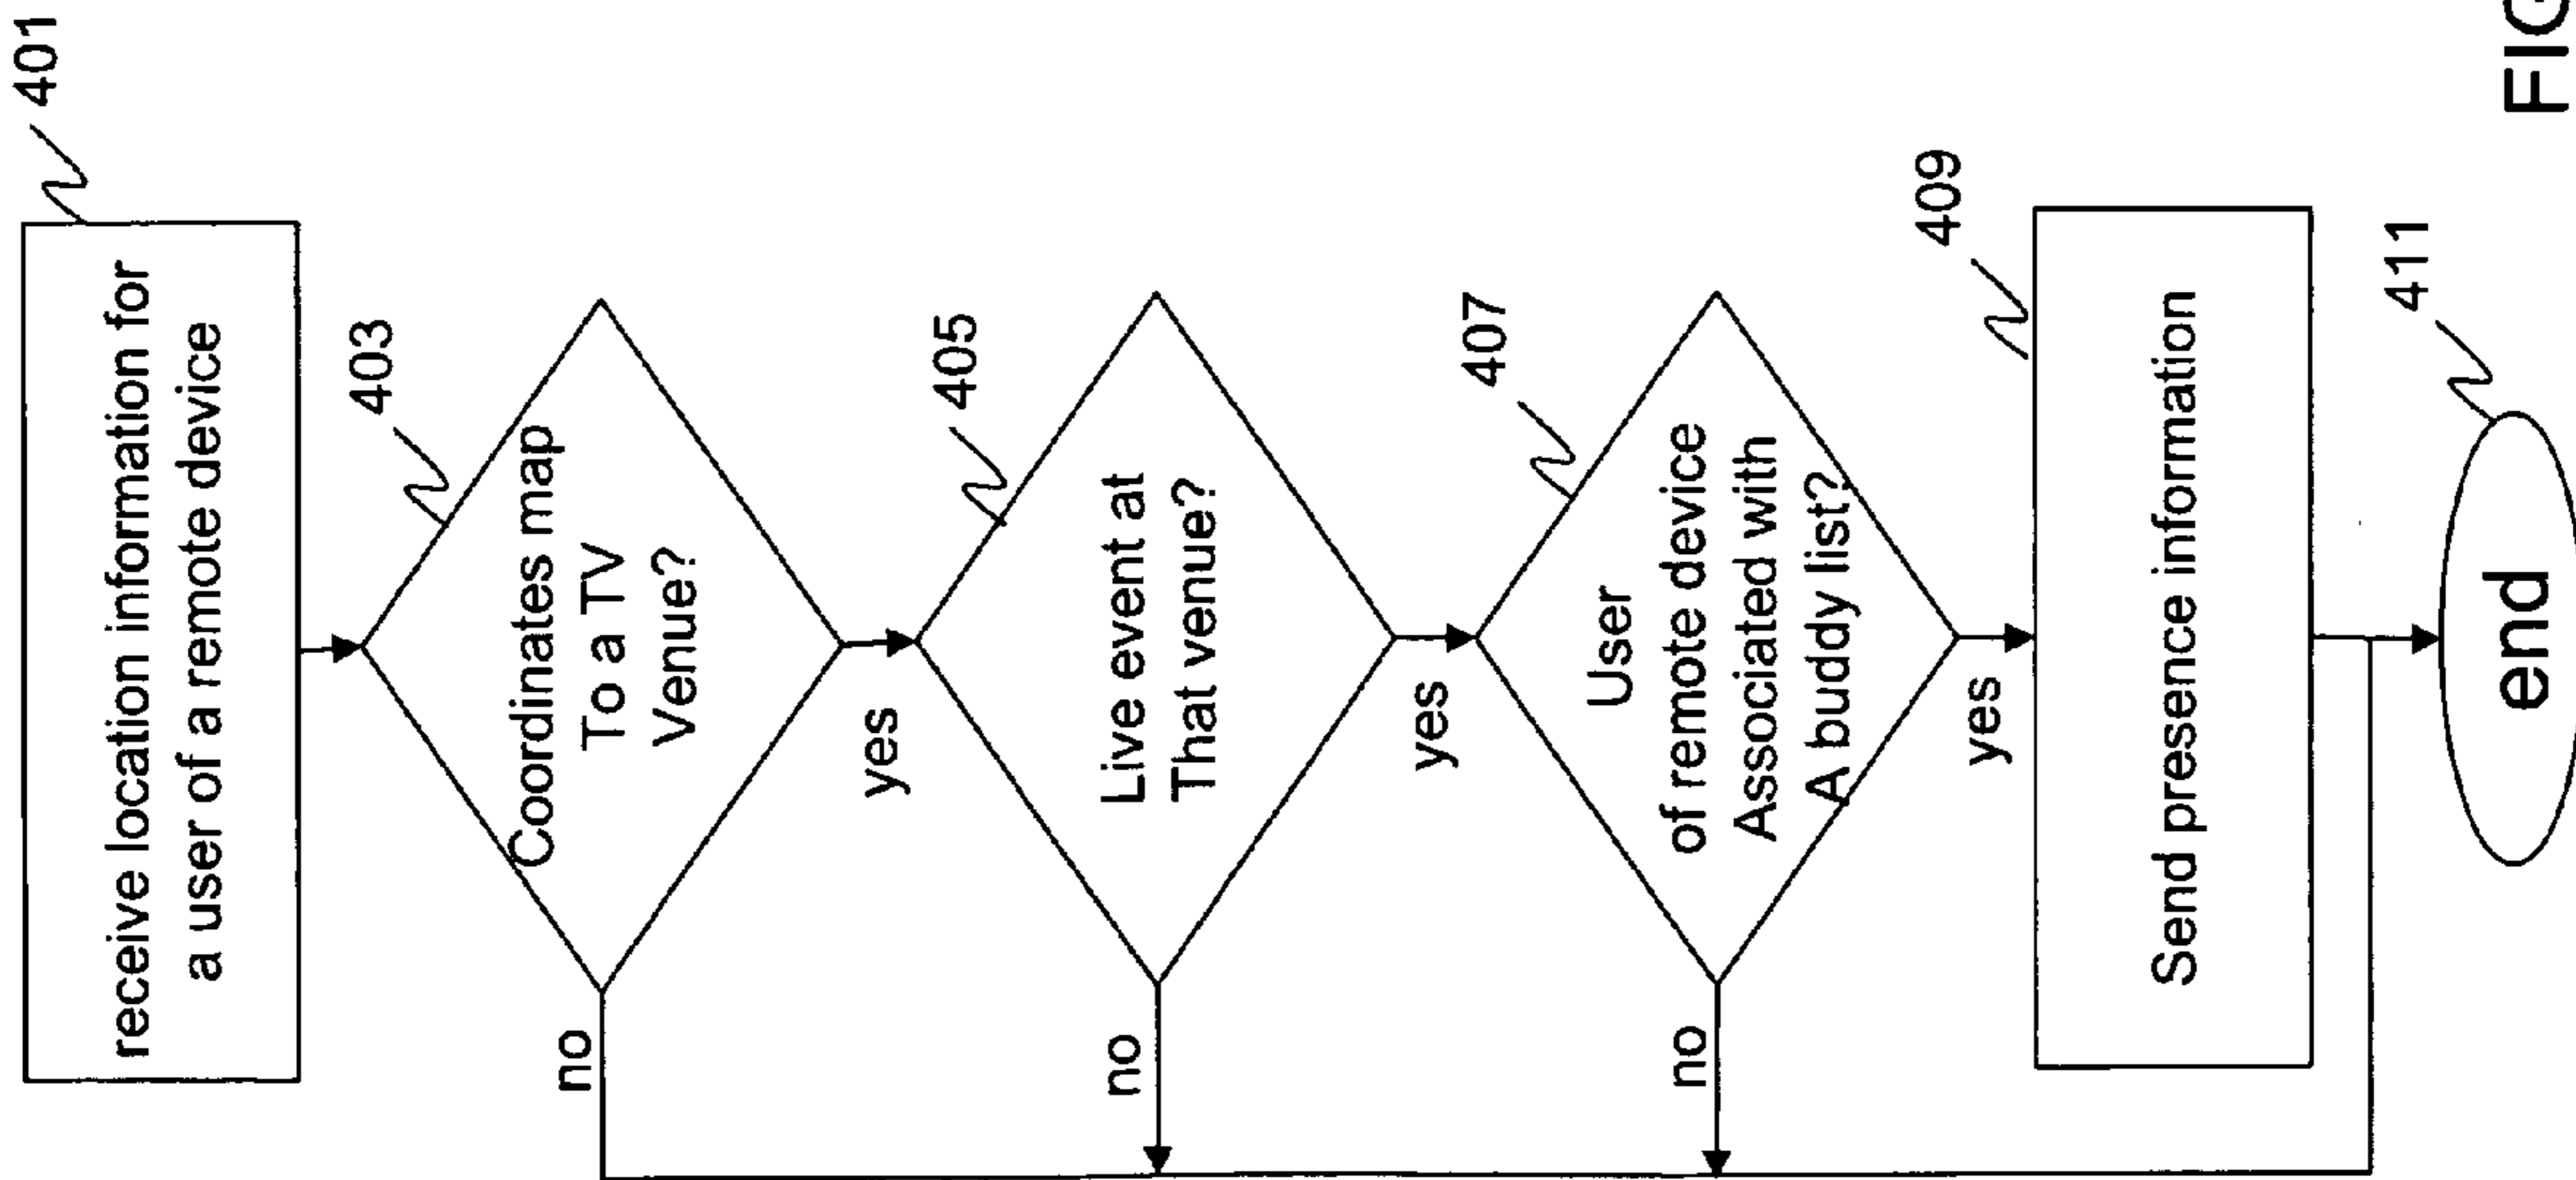 401
receive location information for
a user of a remote device
403
Coordinates map
To a TV
Venue?
no
yes
405
Live event at
That venue?
no
yes
407
User
of remote device
Associated with
A buddy list?
no
yes
409
Send presence information
411
end